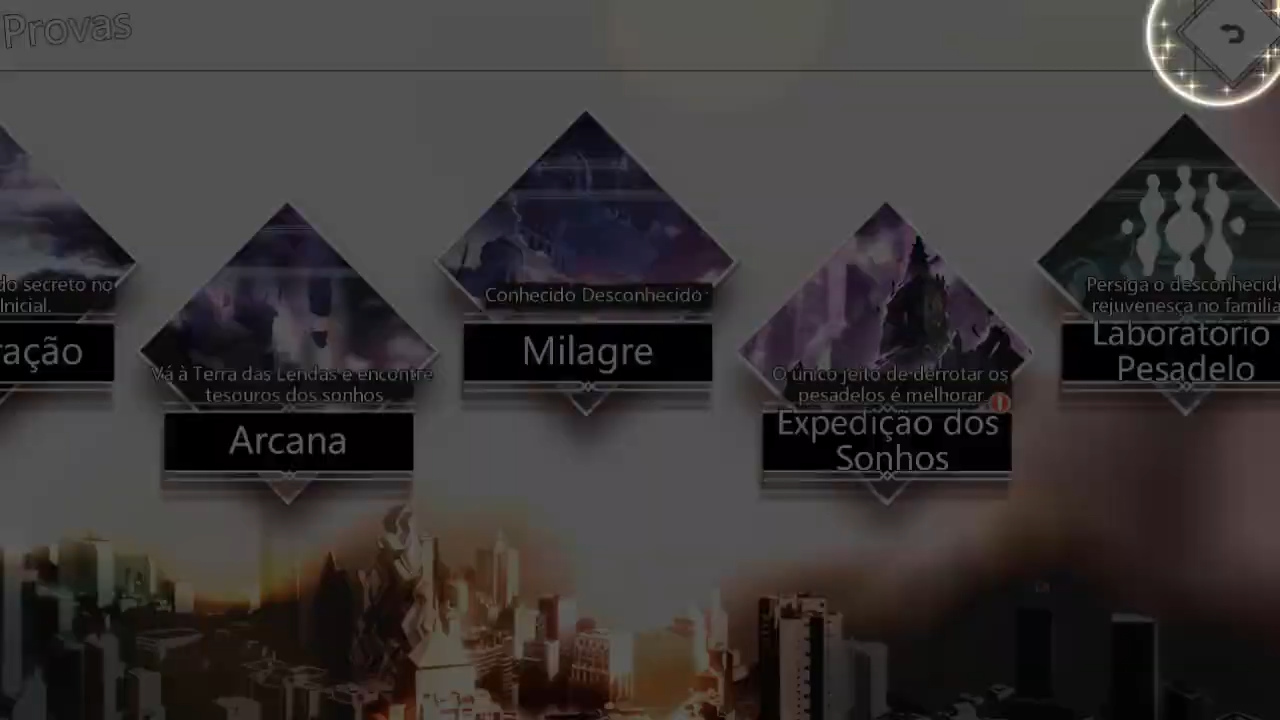 Provas
do secreto no
Inicial.
ração
Vá à Terra das Lendas e encontre
tesouros dos sonhos
Arcana
Conhecido Desconhecido
Milagre
O único jeito de derrotar os
pesadelos é melhorar
Expedição dos
Sonhos
Persiga o desconhecido
rejuvenesça no familia
Laboratório
Pesadelo